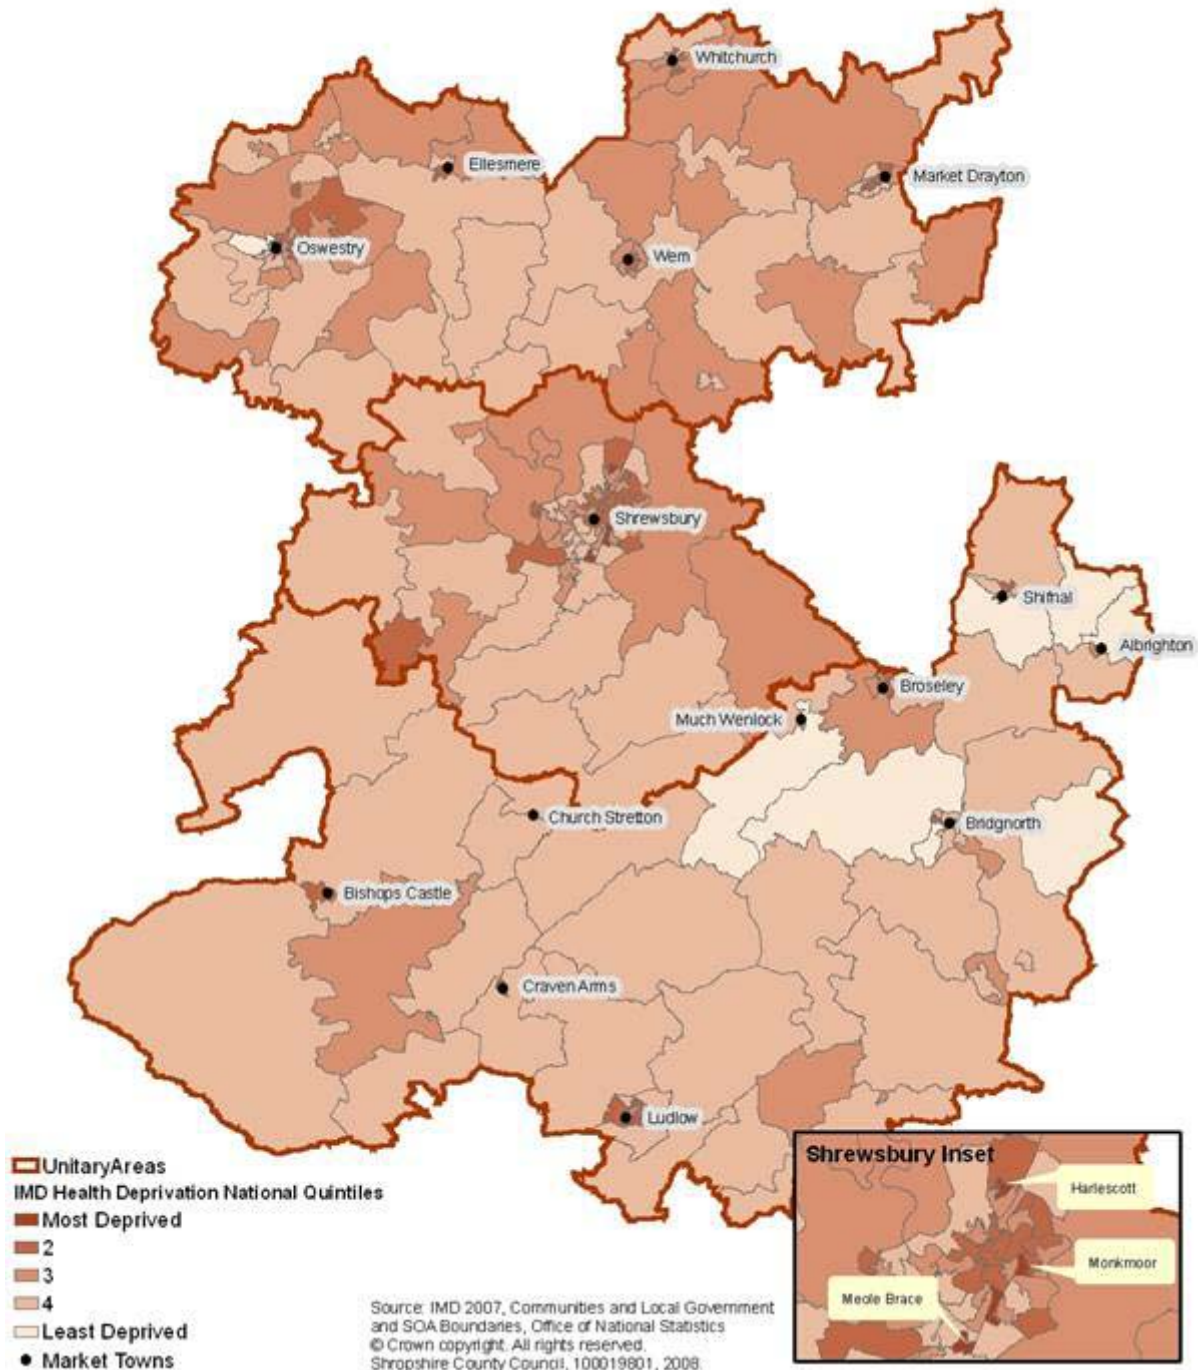 Whitchurch
Ellesmere
Market Drayton
Oswestry
Wem
Shrewsbury
Shifnal
Albrighton
Broseley
Much Wenlock
Church Stretton
Bridgnorth
Bishops Castle
Craven Arms
Ludlow
UnitaryAreas
IMD Health Deprivation National Quintiles
Most Deprived
2
3
4
Least Deprived
Market Towns
Source: IMD 2007, Communities and Local Government
and SOA Boundaries, Office of National Statistics
© Crown copyright. All rights reserved.
Shropshire County Council, 100019801, 2008.
Shrewsbury Inset
Harlescott
Monkmoor
Meole Brace